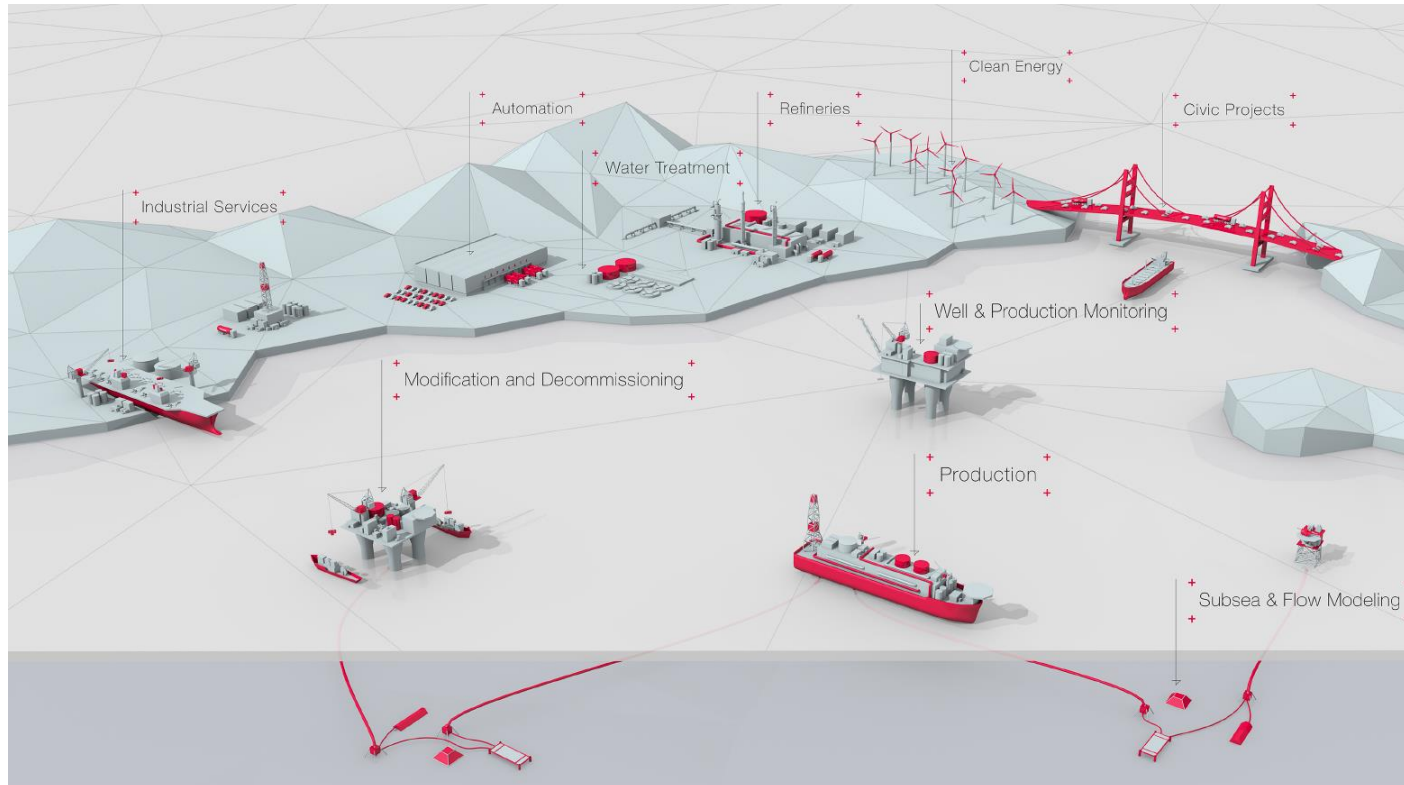 Clean Energy
Automation
Refineries
Civic Projects
Water Treatment
Industrial Services
Well & Production Monitoring
Modification and Decommissioning
Production
Subsea & Flow Modeling